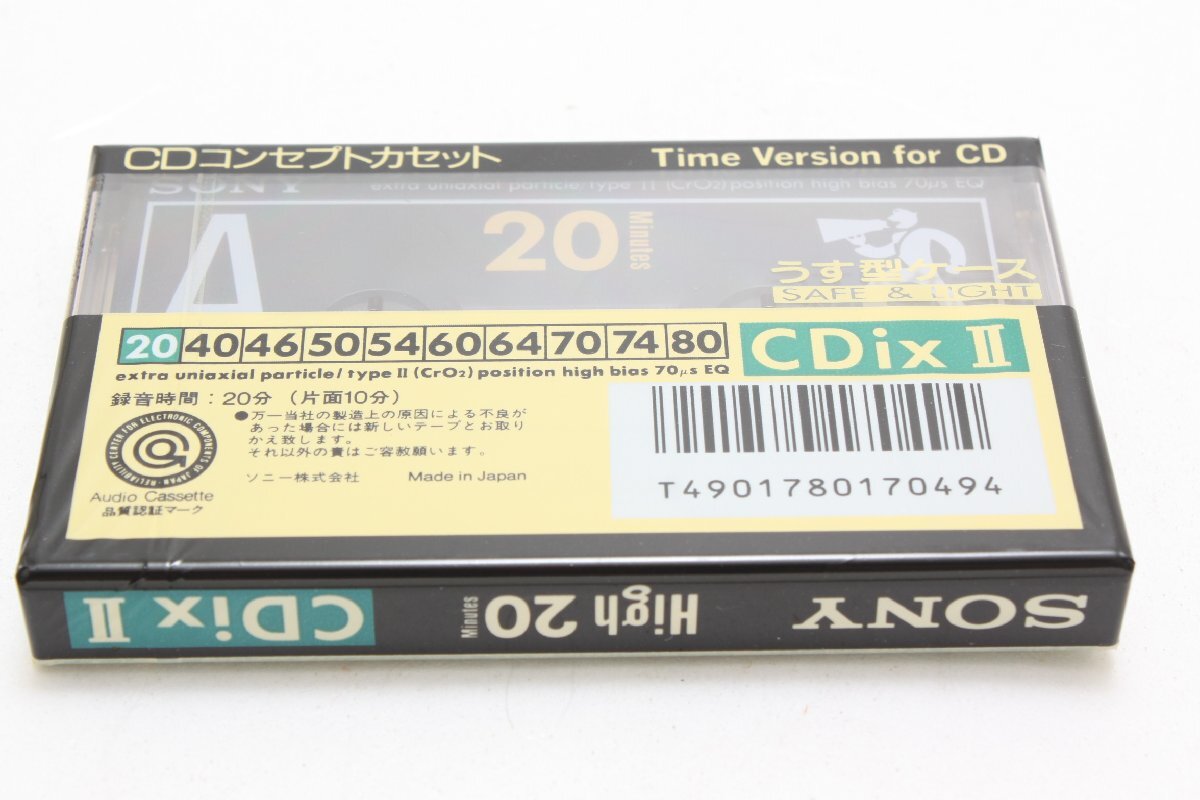 CDコンセプトカセット Time Version for CD
SONY extra uniaxial particle/type II (CrO2) position high bias 70μs EQ
A 20 Minutes
うす型ケース
SAFE & LIGHT
20 40 46 50 54 60 64 70 74 80 CDix II
extra uniaxial particle/type II (CrO2) position high bias 70μs EQ
録音時間：20分（片面10分）
●万一当社の製造上の原因による不良が
あった場合には新しいテープとお取り
かえ致します。
それ以外の責はご容赦願います。
ソニー株式会社 Made in Japan
RELIABILITY CENTER FOR ELECTRONIC COMPONENTS OF JAPAN
Audio Cassette
品質認証マーク
T4901780170494
SONY High 20 Minutes CDix II